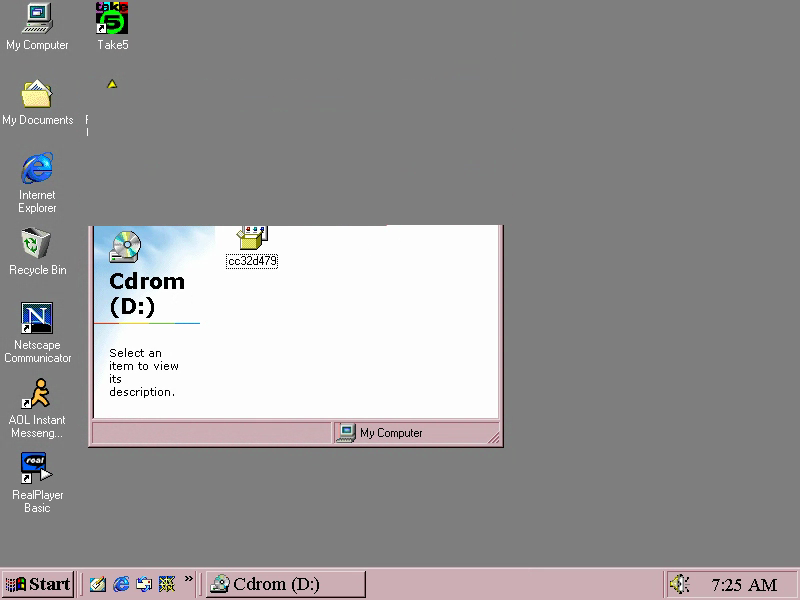 My Computer
take
5
Take5
My Documents
Internet
Explorer
Recycle Bin
N
Netscape
Communicator
AOL Instant
Messeng...
real
RealPlayer
Basic
cc32d479
Cdrom
(D:)
Select an
item to view
its
description.
My Computer
Start
»
Cdrom (D:)
7:25 AM